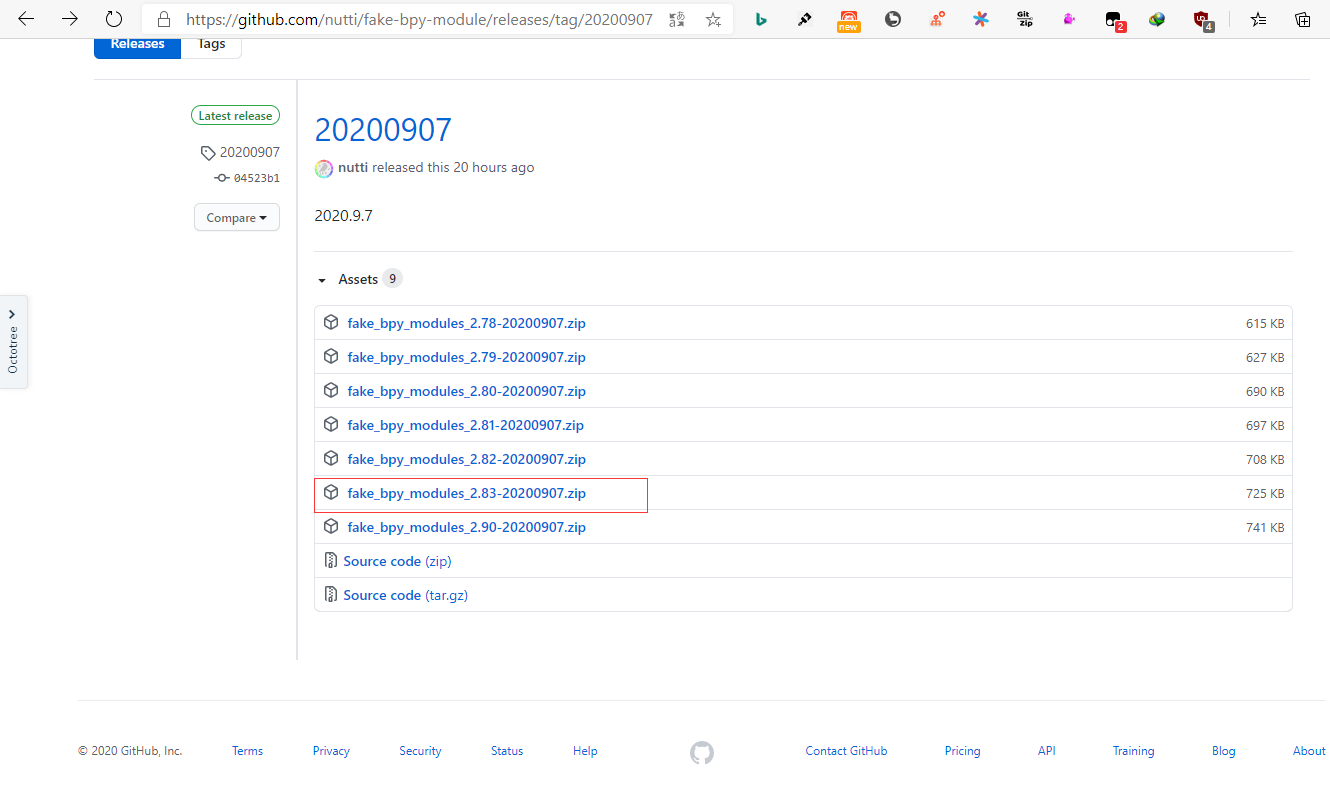 https://github.com/nutti/fake-bpy-module/releases/tag/20200907
new
Git
Zip
2
4
Releases
Tags
Latest release
20200907
04523b1
Compare
20200907
nutti released this 20 hours ago
2020.9.7
Assets 9
fake_bpy_modules_2.78-20200907.zip 615 KB
fake_bpy_modules_2.79-20200907.zip 627 KB
fake_bpy_modules_2.80-20200907.zip 690 KB
fake_bpy_modules_2.81-20200907.zip 697 KB
fake_bpy_modules_2.82-20200907.zip 708 KB
fake_bpy_modules_2.83-20200907.zip 725 KB
fake_bpy_modules_2.90-20200907.zip 741 KB
Source code (zip)
Source code (tar.gz)
Octotree
© 2020 GitHub, Inc. Terms Privacy Security Status Help Contact GitHub Pricing API Training Blog About